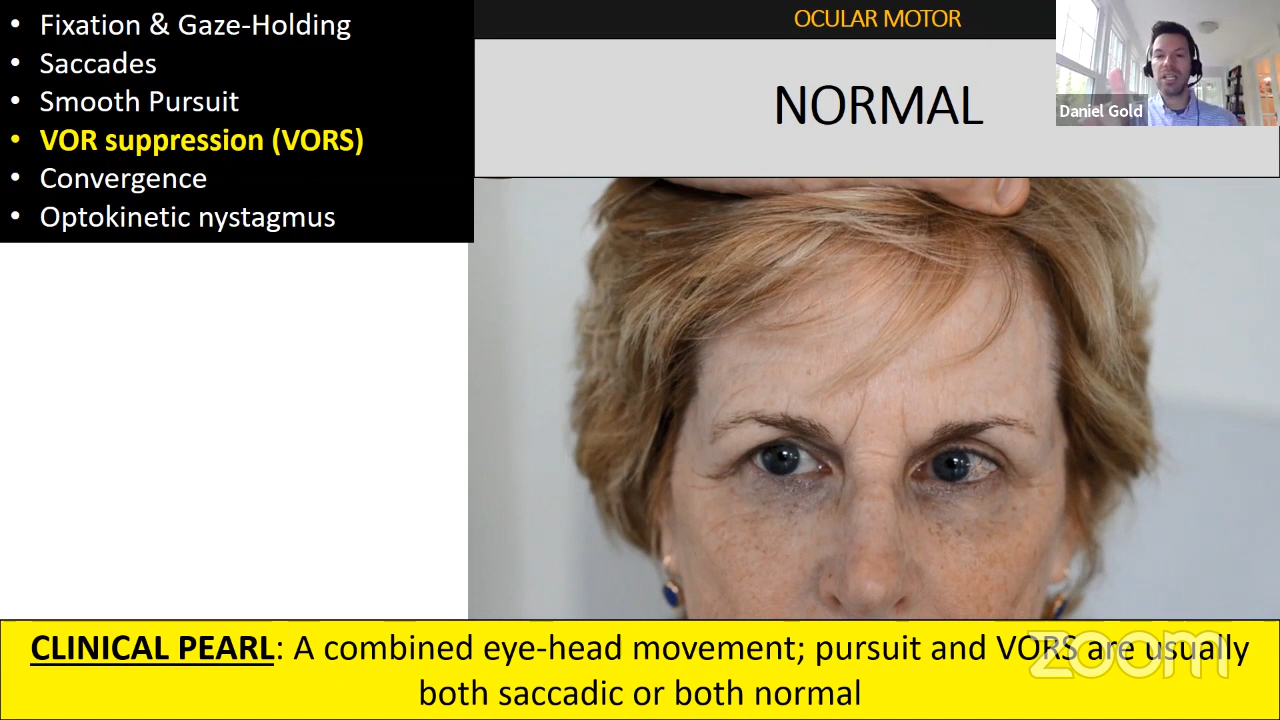 • Fixation & Gaze-Holding
• Saccades
• Smooth Pursuit
• VOR suppression (VORS)
• Convergence
• Optokinetic nystagmus
OCULAR MOTOR
NORMAL
Daniel Gold
CLINICAL PEARL: A combined eye-head movement; pursuit and VORS are usually
both saccadic or both normal
zoom